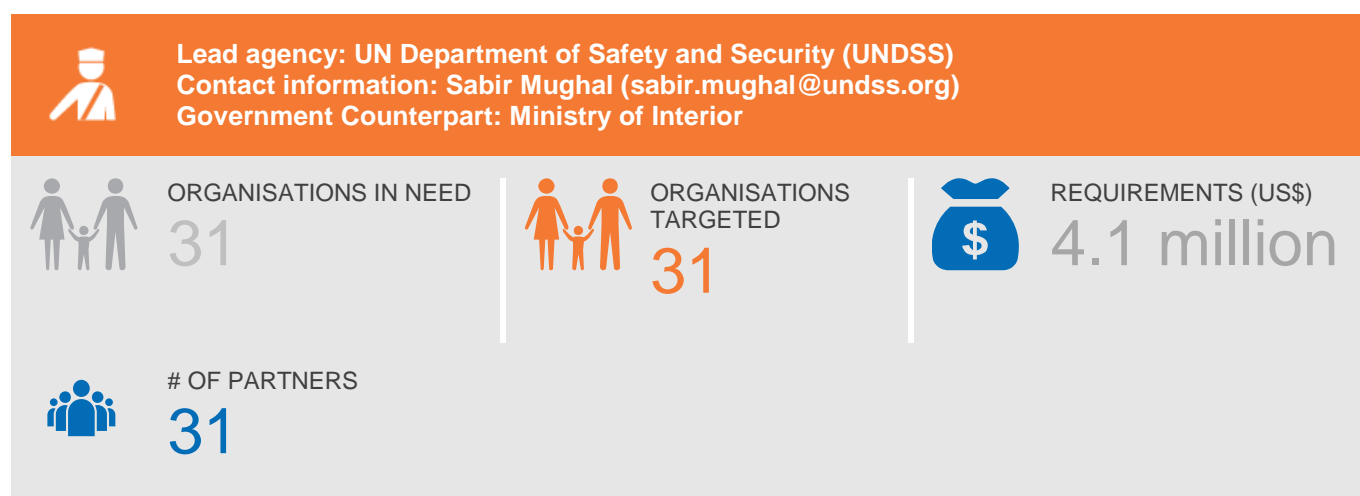 Lead agency: UN Department of Safety and Security (UNDSS)
Contact information: Sabir Mughal (sabir.mughal@undss.org)
Government Counterpart: Ministry of Interior
ORGANISATIONS IN NEED
31
ORGANISATIONS
TARGETED
31
REQUIREMENTS (US$)
$
4.1 million
# OF PARTNERS
31